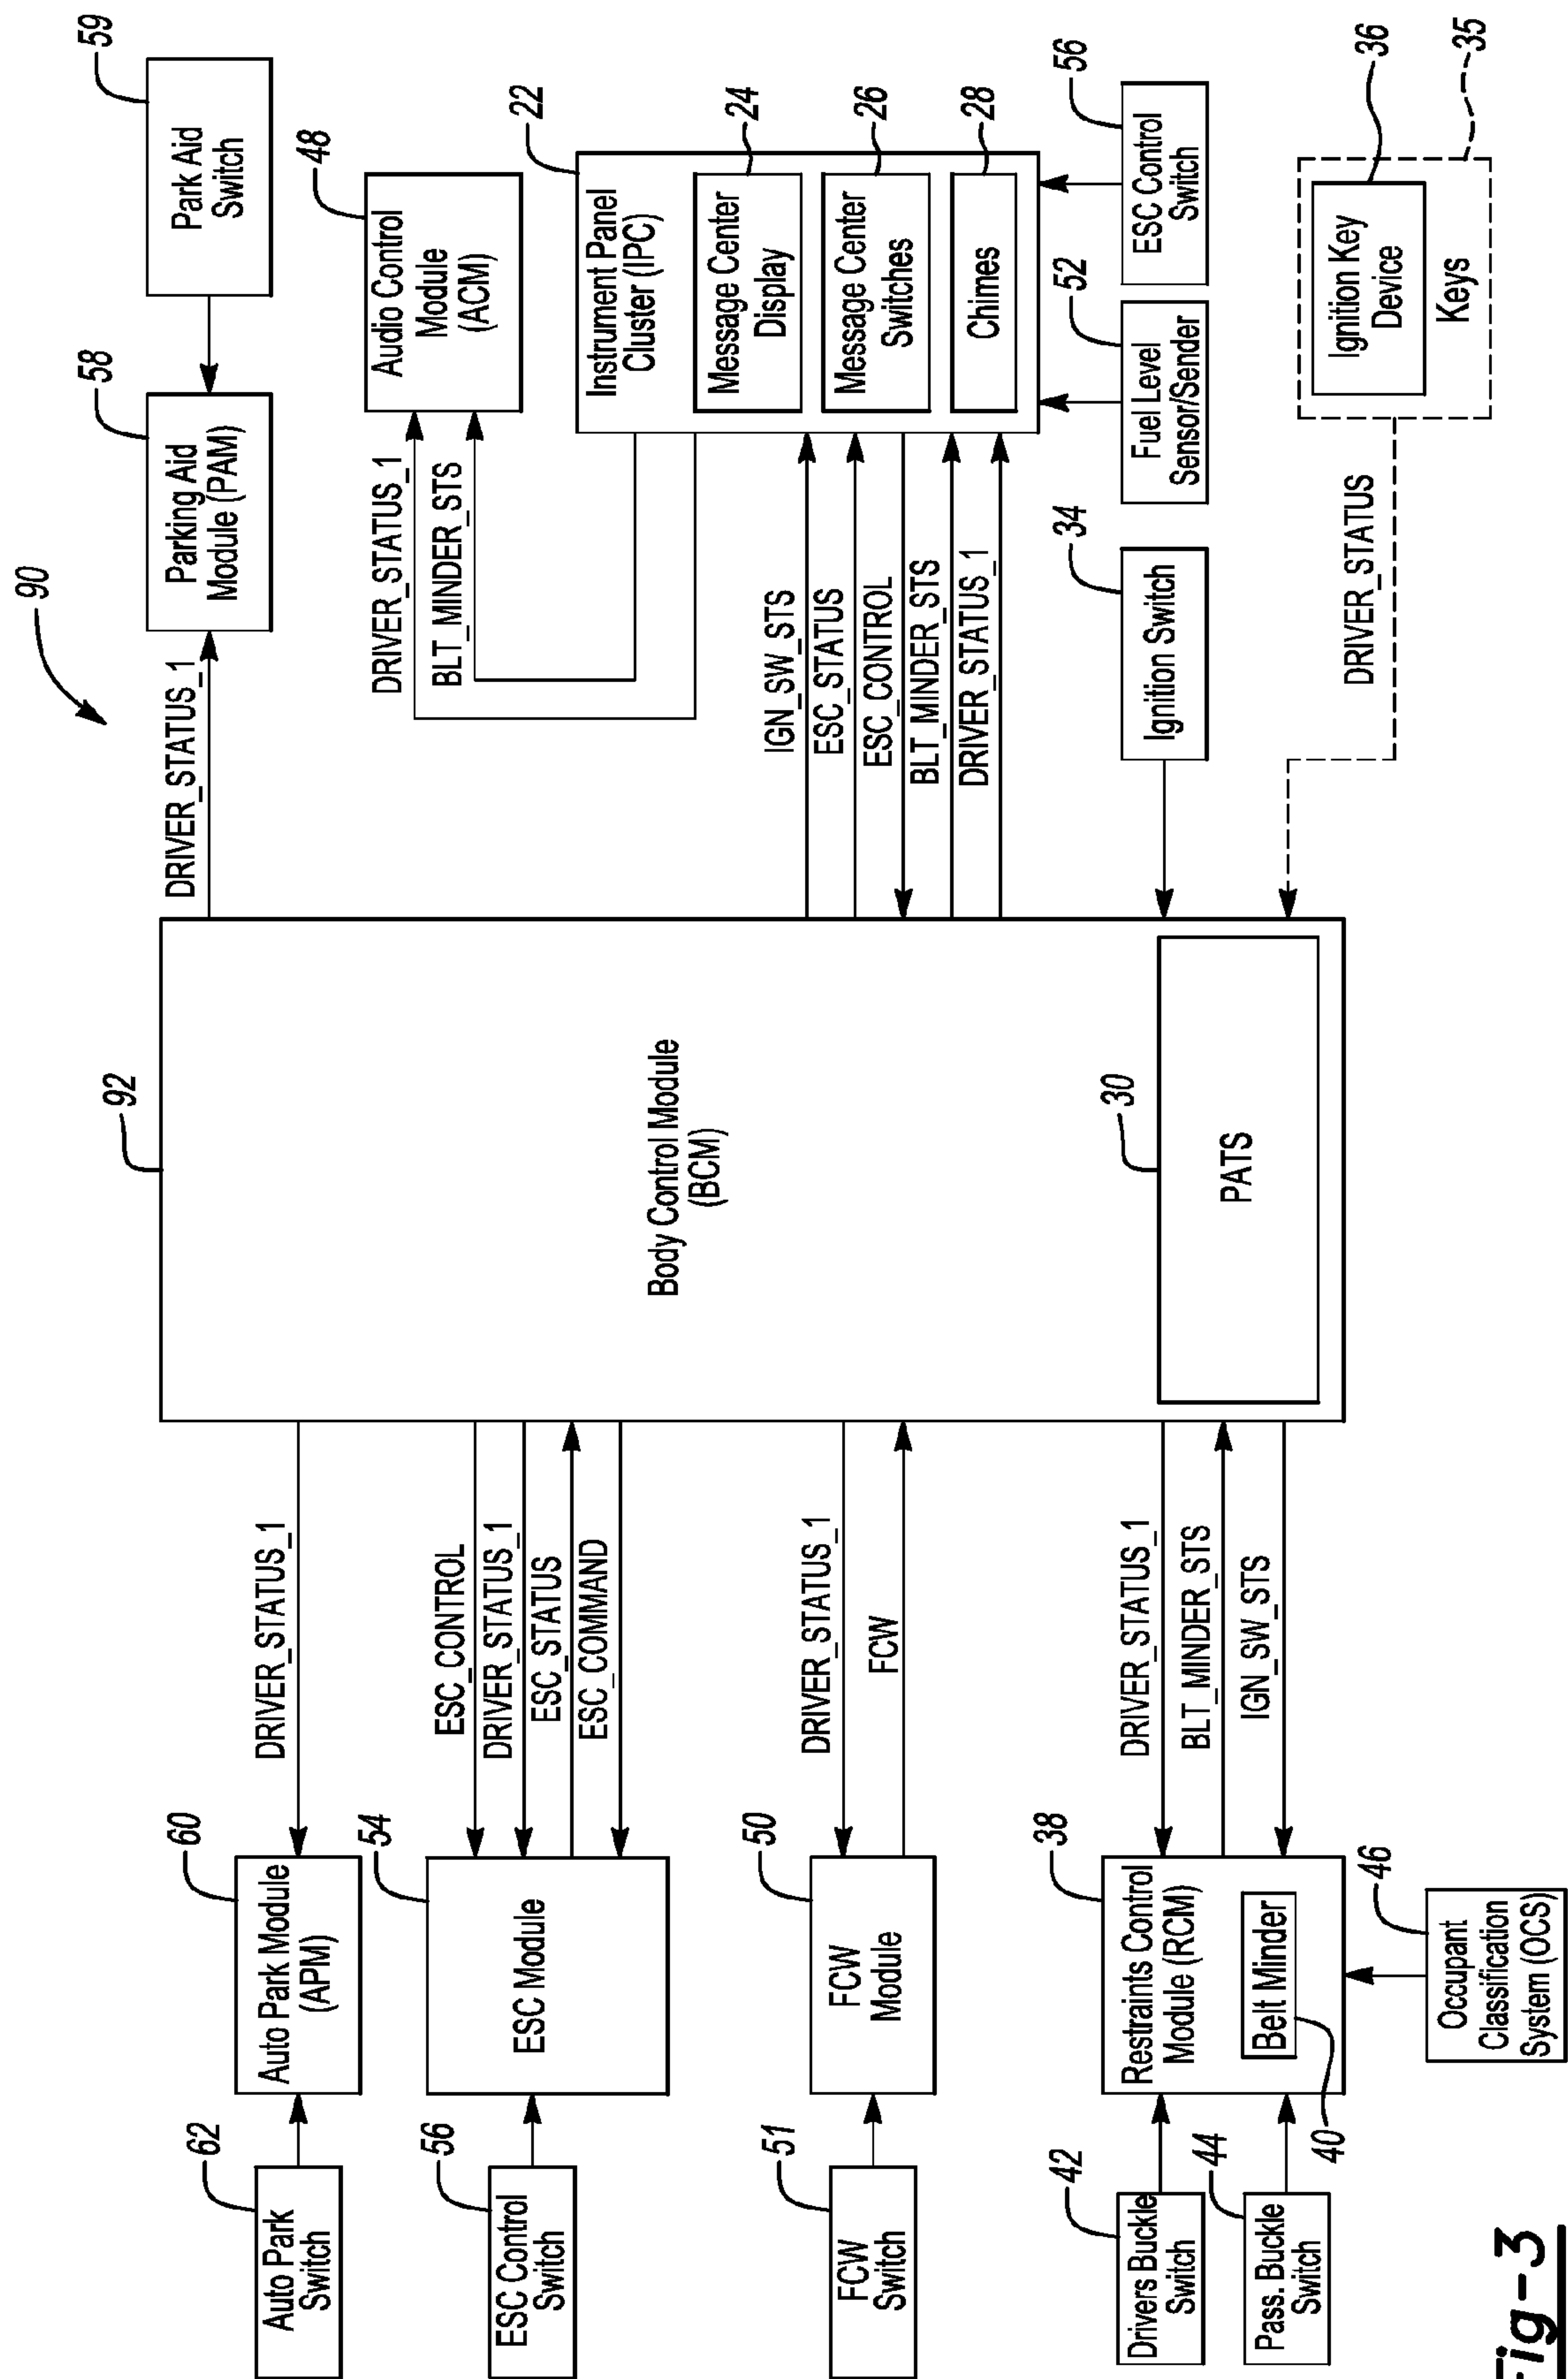 90
62
Auto Park
Switch
60
Auto Park Module
(APM)
DRIVER_STATUS_1
56
ESC Control
Switch
54
ESC Module
ESC_CONTROL
DRIVER_STATUS_1
ESC_STATUS
ESC_COMMAND
51
FCW
Switch
50
FCW
Module
DRIVER_STATUS_1
FCW
42
Drivers Buckle
Switch
44
Pass. Buckle
Switch
38
Restraints Control
Module (RCM)
Belt Minder
40
46
Occupant
Classification
System (OCS)
DRIVER_STATUS_1
BLT_MINDER_STS
IGN_SW_STS
92
Body Control Module
(BCM)
30
PATS
DRIVER_STATUS_1
58
Parking Aid
Module (PAM)
59
Park Aid
Switch
DRIVER_STATUS_1
BLT_MINDER_STS
48
Audio Control
Module
(ACM)
22
Instrument Panel
Cluster (IPC)
24
Message Center
Display
26
Message Center
Switches
28
Chimes
IGN_SW_STS
ESC_STATUS
ESC_CONTROL
BLT_MINDER_STS
DRIVER_STATUS_1
34
Ignition Switch
52
Fuel Level
Sensor/Sender
56
ESC Control
Switch
DRIVER_STATUS
36
Ignition Key
Device
Keys
35
Fig-3